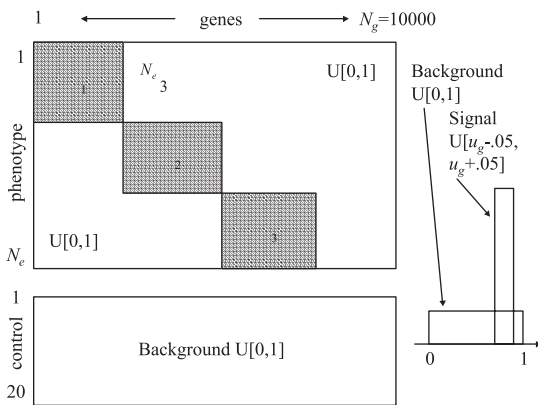 1
genes
N_g=10000
1
phenotype
N_e
N_e 3
U[0,1]
1
2
3
U[0,1]
1
control
20
Background U[0,1]
Background
U[0,1]
Signal
U[u_g-.05,
u_g+.05]
0
1